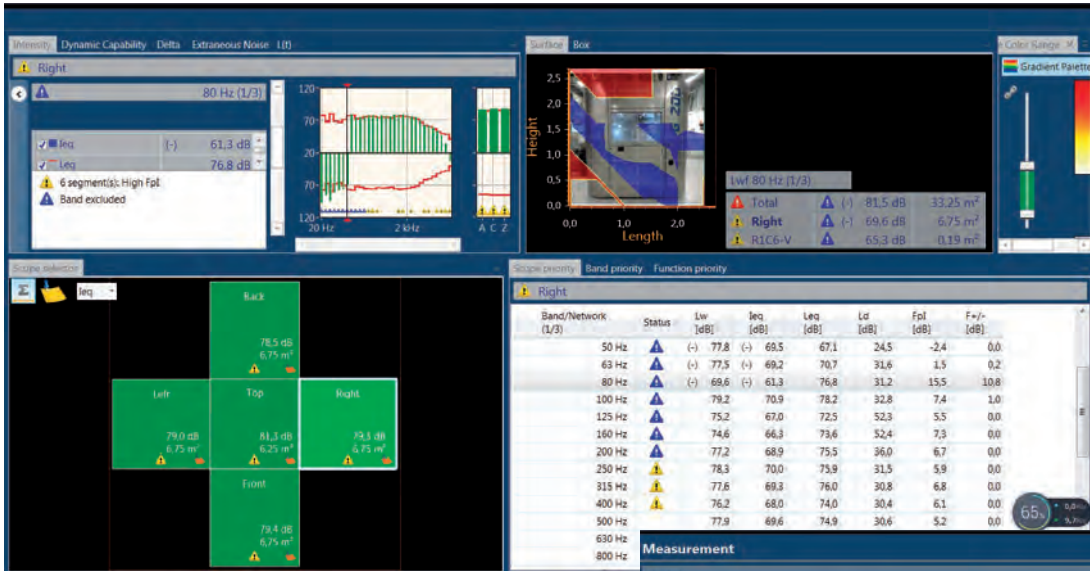 Intensity Dynamic Capability Delta Extraneous Noise L(t)
Right
80 Hz (1/3)
Ieq (-) 61,3 dB
Leq 76,8 dB
6 segment(s): High FpI
Band excluded
120-
70-
20
70-
120-
20
20 Hz 2 kHz A C Z
Surface Box
2,5
2,0
1,5
1,0
0,5
0,0
Height
0,0 1,0 2,0
Length
Lwf 80 Hz (1/3)
Total (-) 81,5 dB 33,25 m²
Right (-) 69,6 dB 6,75 m²
R1C6-V 65,3 dB 0,19 m²
Color Range
Gradient Palette
Scope selector
Σ Ieq
Back
78,5 dB
6,75 m²
Left
79,0 dB
6,75 m²
Top
81,3 dB
6,25 m²
Right
79,3 dB
6,75 m²
Front
79,4 dB
6,75 m²
Scope priority Band priority Function priority
Right
Band/Network (1/3) Status Lw [dB] Ieq [dB] Leq [dB] Ld [dB] FpI [dB] F+/- [dB]
50 Hz (-) 77,8 (-) 69,5 67,1 24,5 -2,4 0,0
63 Hz (-) 77,5 (-) 69,2 70,7 31,6 1,5 0,2
80 Hz (-) 69,6 (-) 61,3 76,8 31,2 15,5 10,8
100 Hz 79,2 70,9 78,2 32,8 7,4 1,0
125 Hz 75,2 67,0 72,5 52,3 5,5 0,0
160 Hz 74,6 66,3 73,6 52,4 7,3 0,0
200 Hz 77,2 68,9 75,5 36,0 6,7 0,0
250 Hz 78,3 70,0 75,9 31,5 5,9 0,0
315 Hz 77,6 69,3 76,0 30,8 6,8 0,0
400 Hz 76,2 68,0 74,0 30,4 6,1 0,0
500 Hz 77,9 69,6 74,9 30,6 5,2 0,0
630 Hz
800 Hz
65%
Measurement